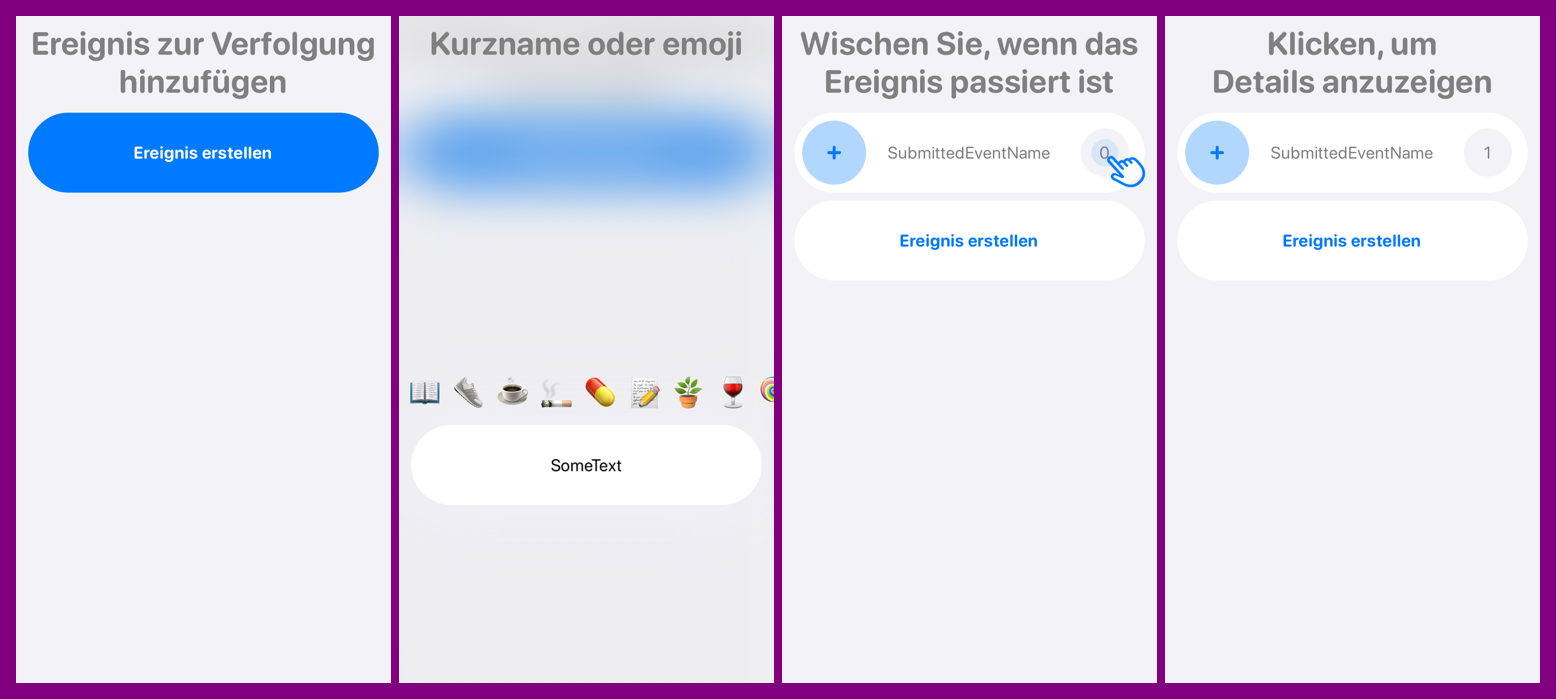 Ereignis zur Verfolgung
hinzufügen
Ereignis erstellen
Kurzname oder emoji
SomeText
Wischen Sie, wenn das
Ereignis passiert ist
+ SubmittedEventName 0
Ereignis erstellen
Klicken, um
Details anzuzeigen
+ SubmittedEventName 1
Ereignis erstellen